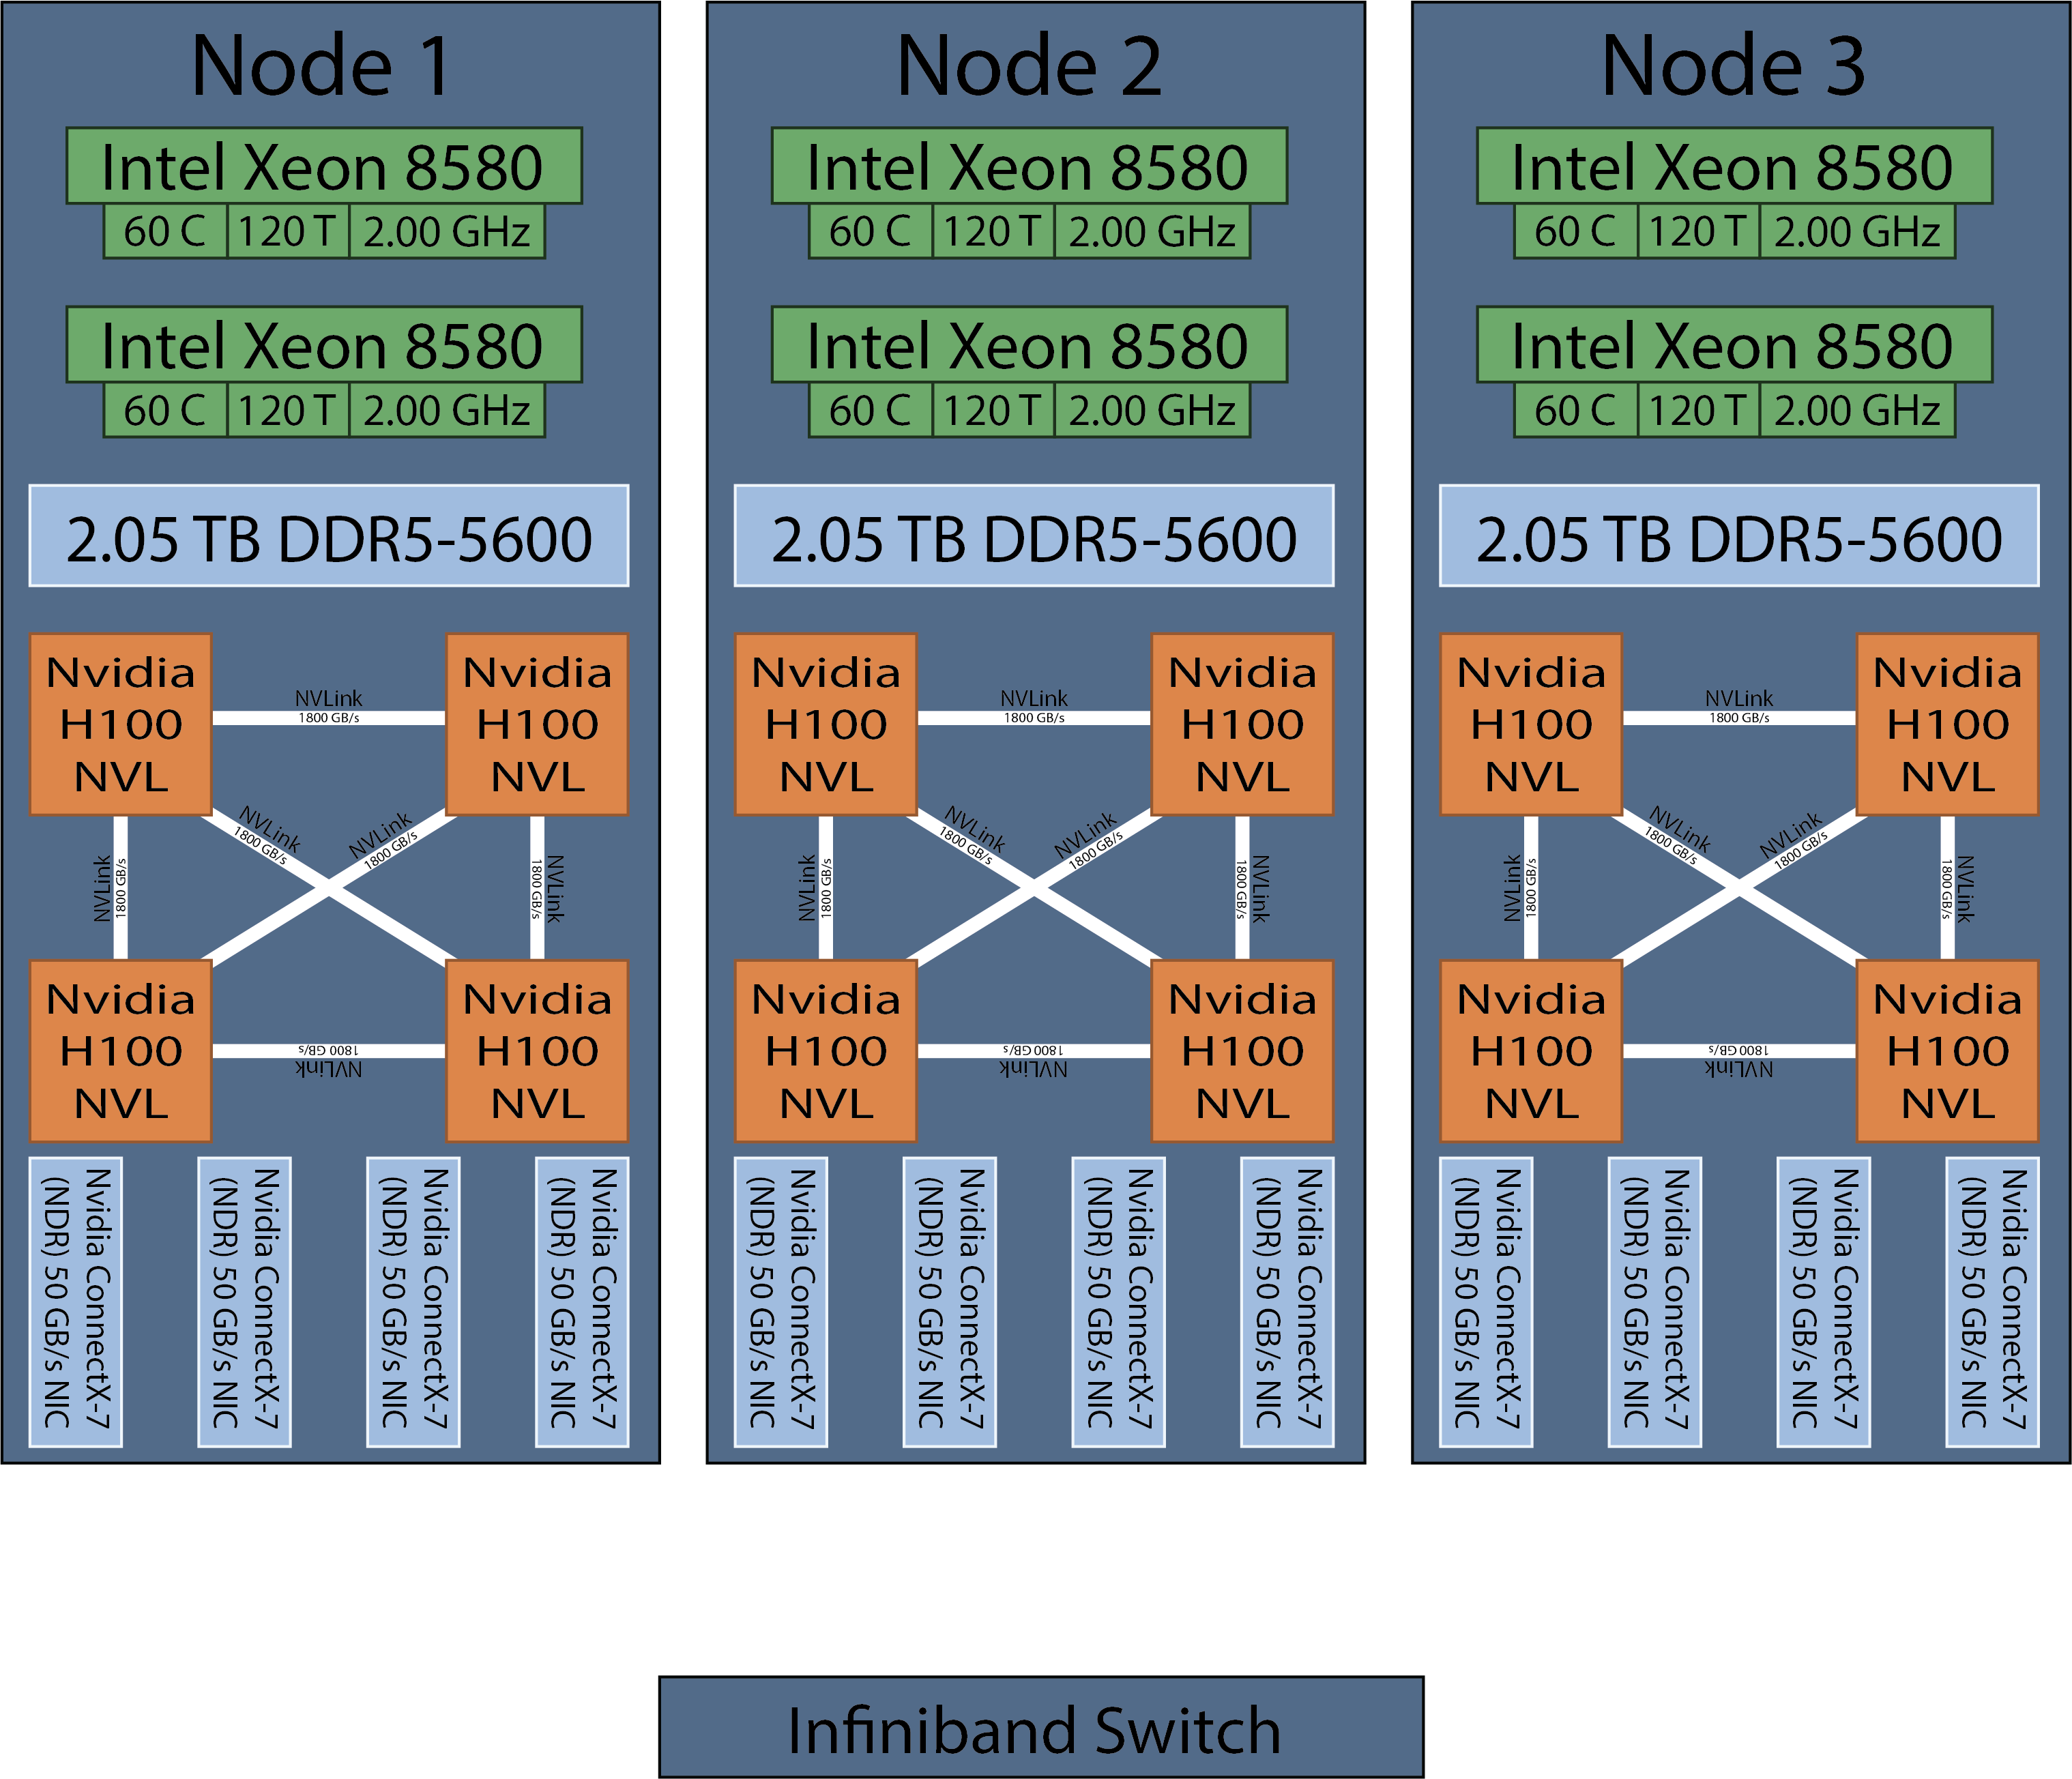 Node 1
Intel Xeon 8580
60 C
120 T
2.00 GHz
Intel Xeon 8580
60 C
120 T
2.00 GHz
2.05 TB DDR5-5600
Nvidia
H100
NVL
NVLink
1800 GB/s
Nvidia
H100
NVL
NVLink
1800 GB/s
NVLink
1800 GB/s
NVLink
1800 GB/s
NVLink
1800 GB/s
Nvidia
H100
NVL
1800 GB/s
NVLink
Nvidia
H100
NVL
Nvidia ConnectX-7
(NDR) 50 GB/s NIC
Nvidia ConnectX-7
(NDR) 50 GB/s NIC
Nvidia ConnectX-7
(NDR) 50 GB/s NIC
Nvidia ConnectX-7
(NDR) 50 GB/s NIC
Node 2
Intel Xeon 8580
60 C
120 T
2.00 GHz
Intel Xeon 8580
60 C
120 T
2.00 GHz
2.05 TB DDR5-5600
Nvidia
H100
NVL
NVLink
1800 GB/s
Nvidia
H100
NVL
NVLink
1800 GB/s
NVLink
1800 GB/s
NVLink
1800 GB/s
NVLink
1800 GB/s
Nvidia
H100
NVL
1800 GB/s
NVLink
Nvidia
H100
NVL
Nvidia ConnectX-7
(NDR) 50 GB/s NIC
Nvidia ConnectX-7
(NDR) 50 GB/s NIC
Nvidia ConnectX-7
(NDR) 50 GB/s NIC
Nvidia ConnectX-7
(NDR) 50 GB/s NIC
Node 3
Intel Xeon 8580
60 C
120 T
2.00 GHz
Intel Xeon 8580
60 C
120 T
2.00 GHz
2.05 TB DDR5-5600
Nvidia
H100
NVL
NVLink
1800 GB/s
Nvidia
H100
NVL
NVLink
1800 GB/s
NVLink
1800 GB/s
NVLink
1800 GB/s
NVLink
1800 GB/s
Nvidia
H100
NVL
1800 GB/s
NVLink
Nvidia
H100
NVL
Nvidia ConnectX-7
(NDR) 50 GB/s NIC
Nvidia ConnectX-7
(NDR) 50 GB/s NIC
Nvidia ConnectX-7
(NDR) 50 GB/s NIC
Nvidia ConnectX-7
(NDR) 50 GB/s NIC
Infiniband Switch